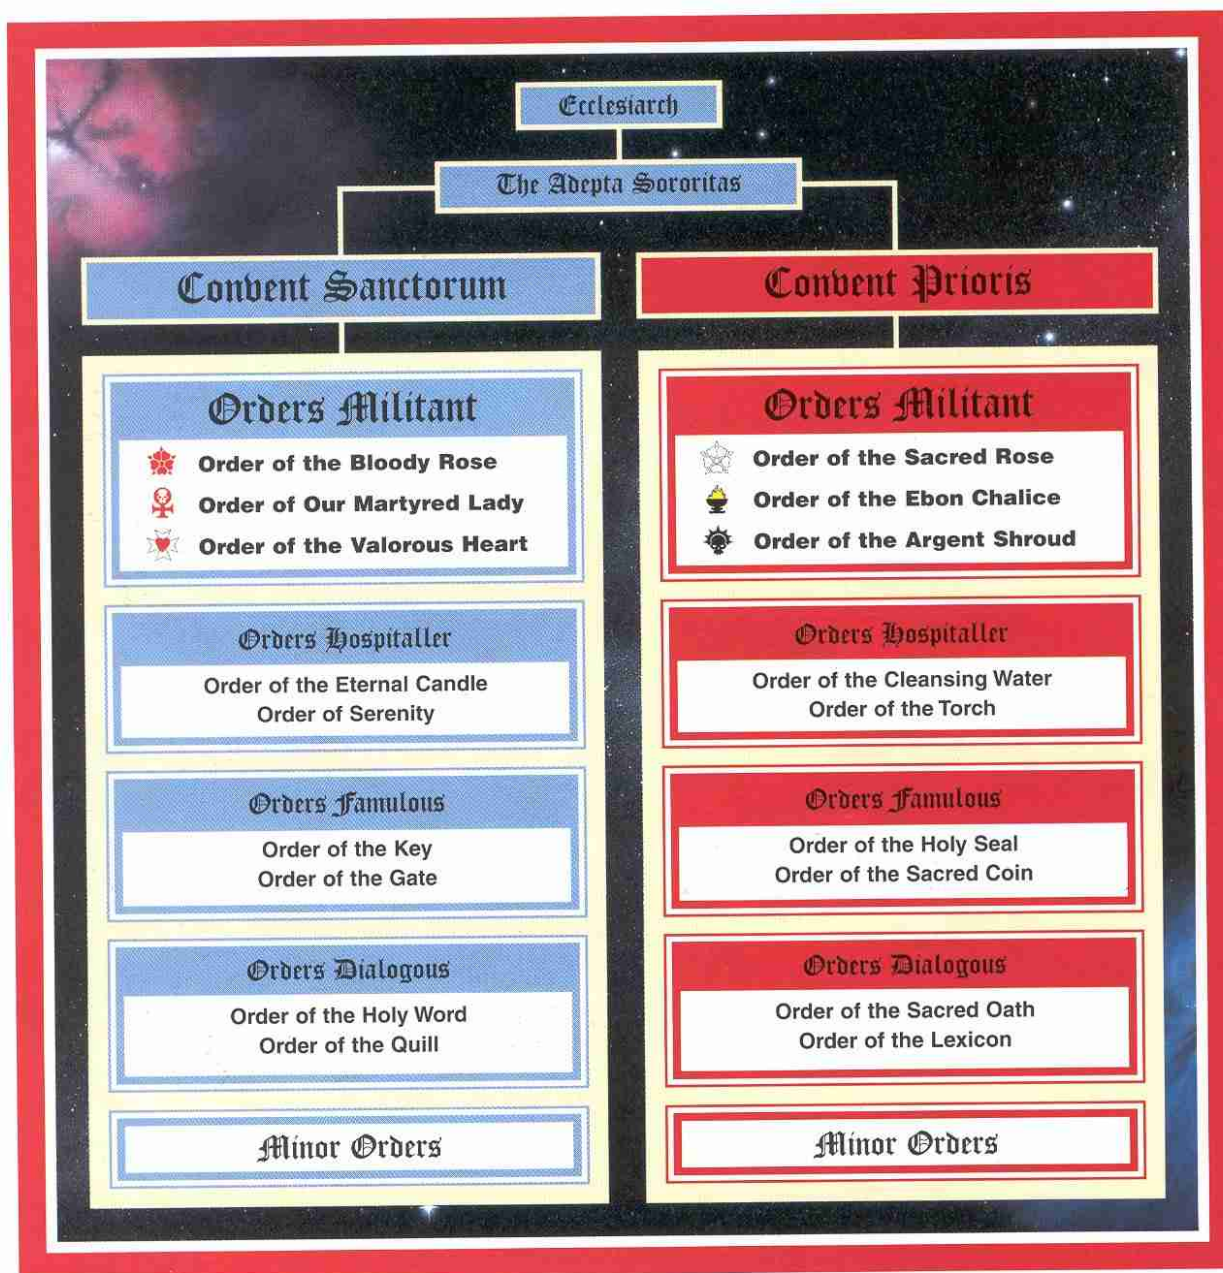 Ecclesiarch
The Adepta Sororitas
Convent Sanctorum
Orders Militant
Order of the Bloody Rose
Order of Our Martyred Lady
Order of the Valorous Heart
Orders Hospitaller
Order of the Eternal Candle
Order of Serenity
Orders Famulous
Order of the Key
Order of the Gate
Orders Dialogous
Order of the Holy Word
Order of the Quill
Minor Orders
Convent Prioris
Orders Militant
Order of the Sacred Rose
Order of the Ebon Chalice
Order of the Argent Shroud
Orders Hospitaller
Order of the Cleansing Water
Order of the Torch
Orders Famulous
Order of the Holy Seal
Order of the Sacred Coin
Orders Dialogous
Order of the Sacred Oath
Order of the Lexicon
Minor Orders